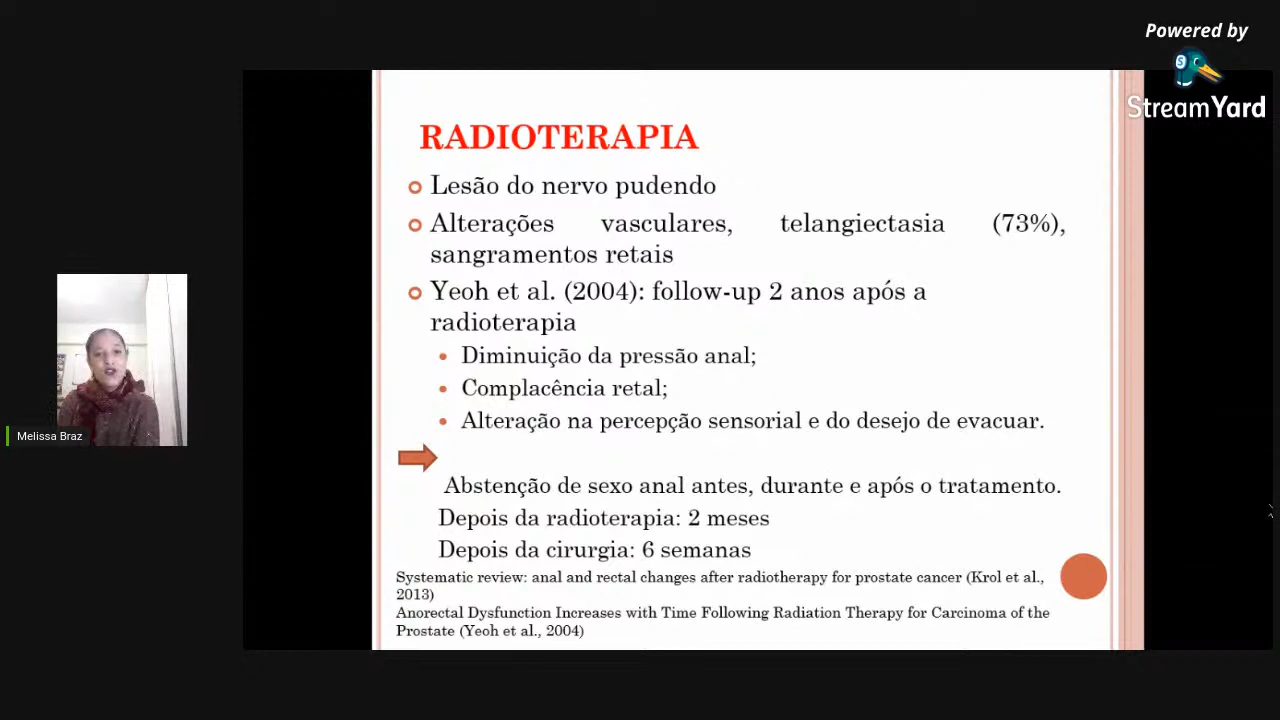 Powered by
StreamYard
RADIOTERAPIA
Lesão do nervo pudendo
Alterações vasculares, telangiectasia (73%),
sangramentos retais
Yeoh et al. (2004): follow-up 2 anos após a
radioterapia
Diminuição da pressão anal;
Complacência retal;
Alteração na percepção sensorial e do desejo de evacuar.
Abstenção de sexo anal antes, durante e após o tratamento.
Depois da radioterapia: 2 meses
Depois da cirurgia: 6 semanas
Systematic review: anal and rectal changes after radiotherapy for prostate cancer (Krol et al.,
2013)
Anorectal Dysfunction Increases with Time Following Radiation Therapy for Carcinoma of the
Prostate (Yeoh et al., 2004)
Melissa Braz